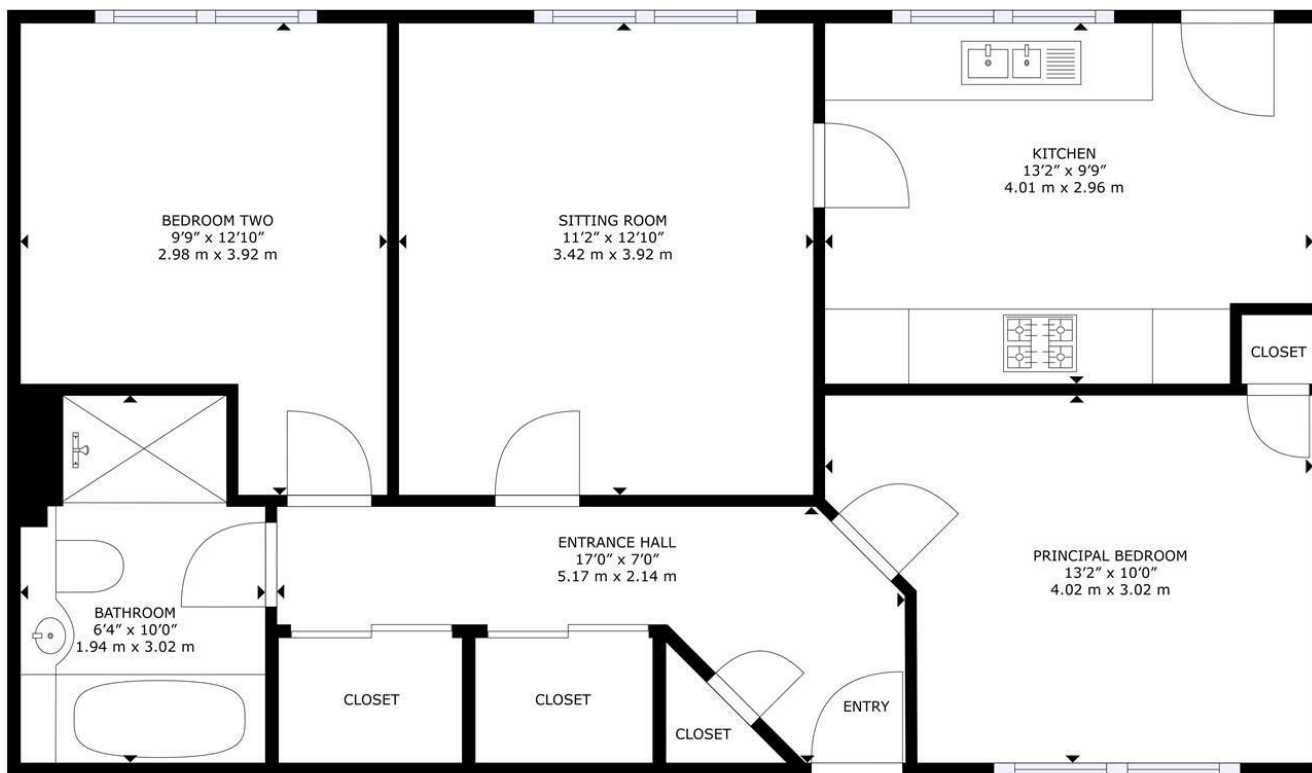 KITCHEN
13'2" x 9'9"
4.01 m x 2.96 m
BEDROOM TWO
9'9" x 12'10"
2.98 m x 3.92 m
SITTING ROOM
11'2" x 12'10"
3.42 m x 3.92 m
CLOSET
ENTRANCE HALL
17'0" x 7'0"
5.17 m x 2.14 m
PRINCIPAL BEDROOM
13'2" x 10'0"
4.02 m x 3.02 m
BATHROOM
6'4" x 10'0"
1.94 m x 3.02 m
CLOSET
CLOSET
CLOSET
ENTRY